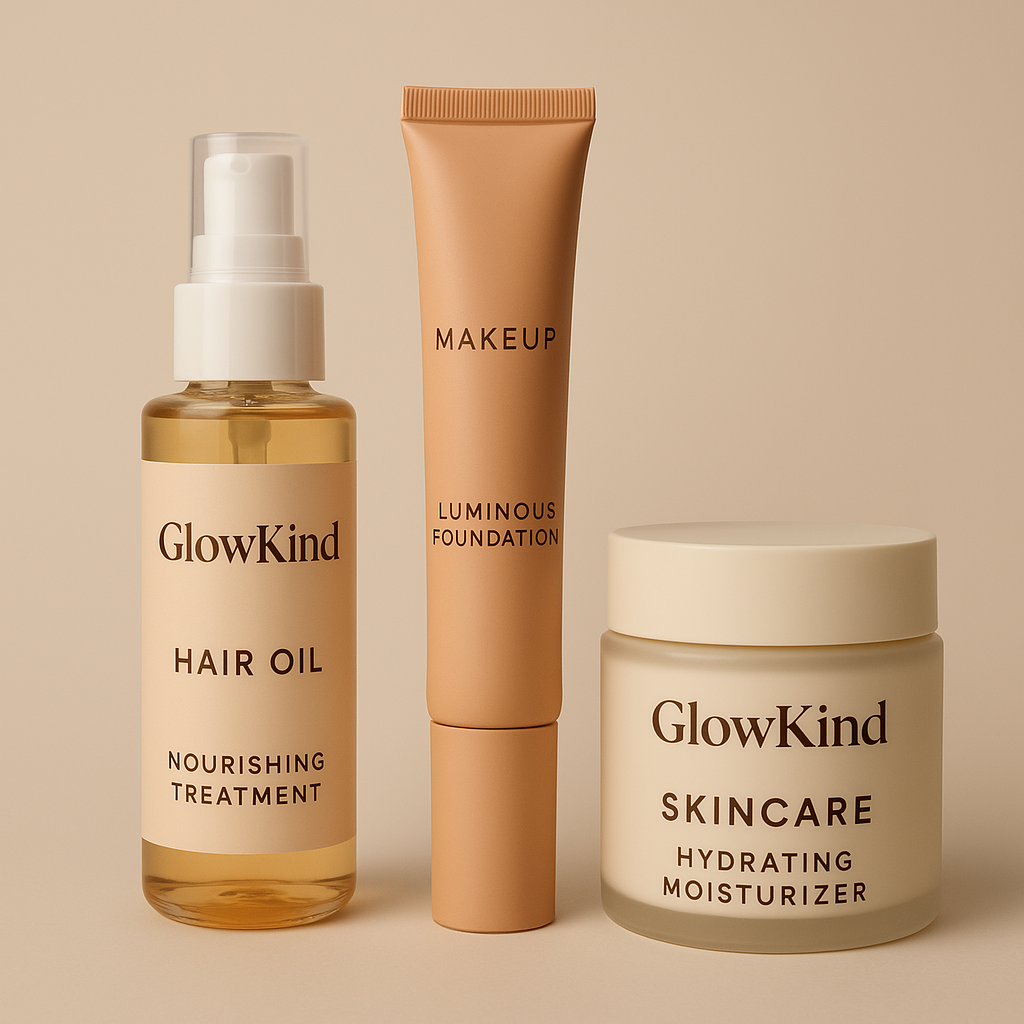 GlowKind
HAIR OIL
NOURISHING
TREATMENT
MAKEUP
LUMINOUS
FOUNDATION
GlowKind
SKINCARE
HYDRATING
MOISTURIZER